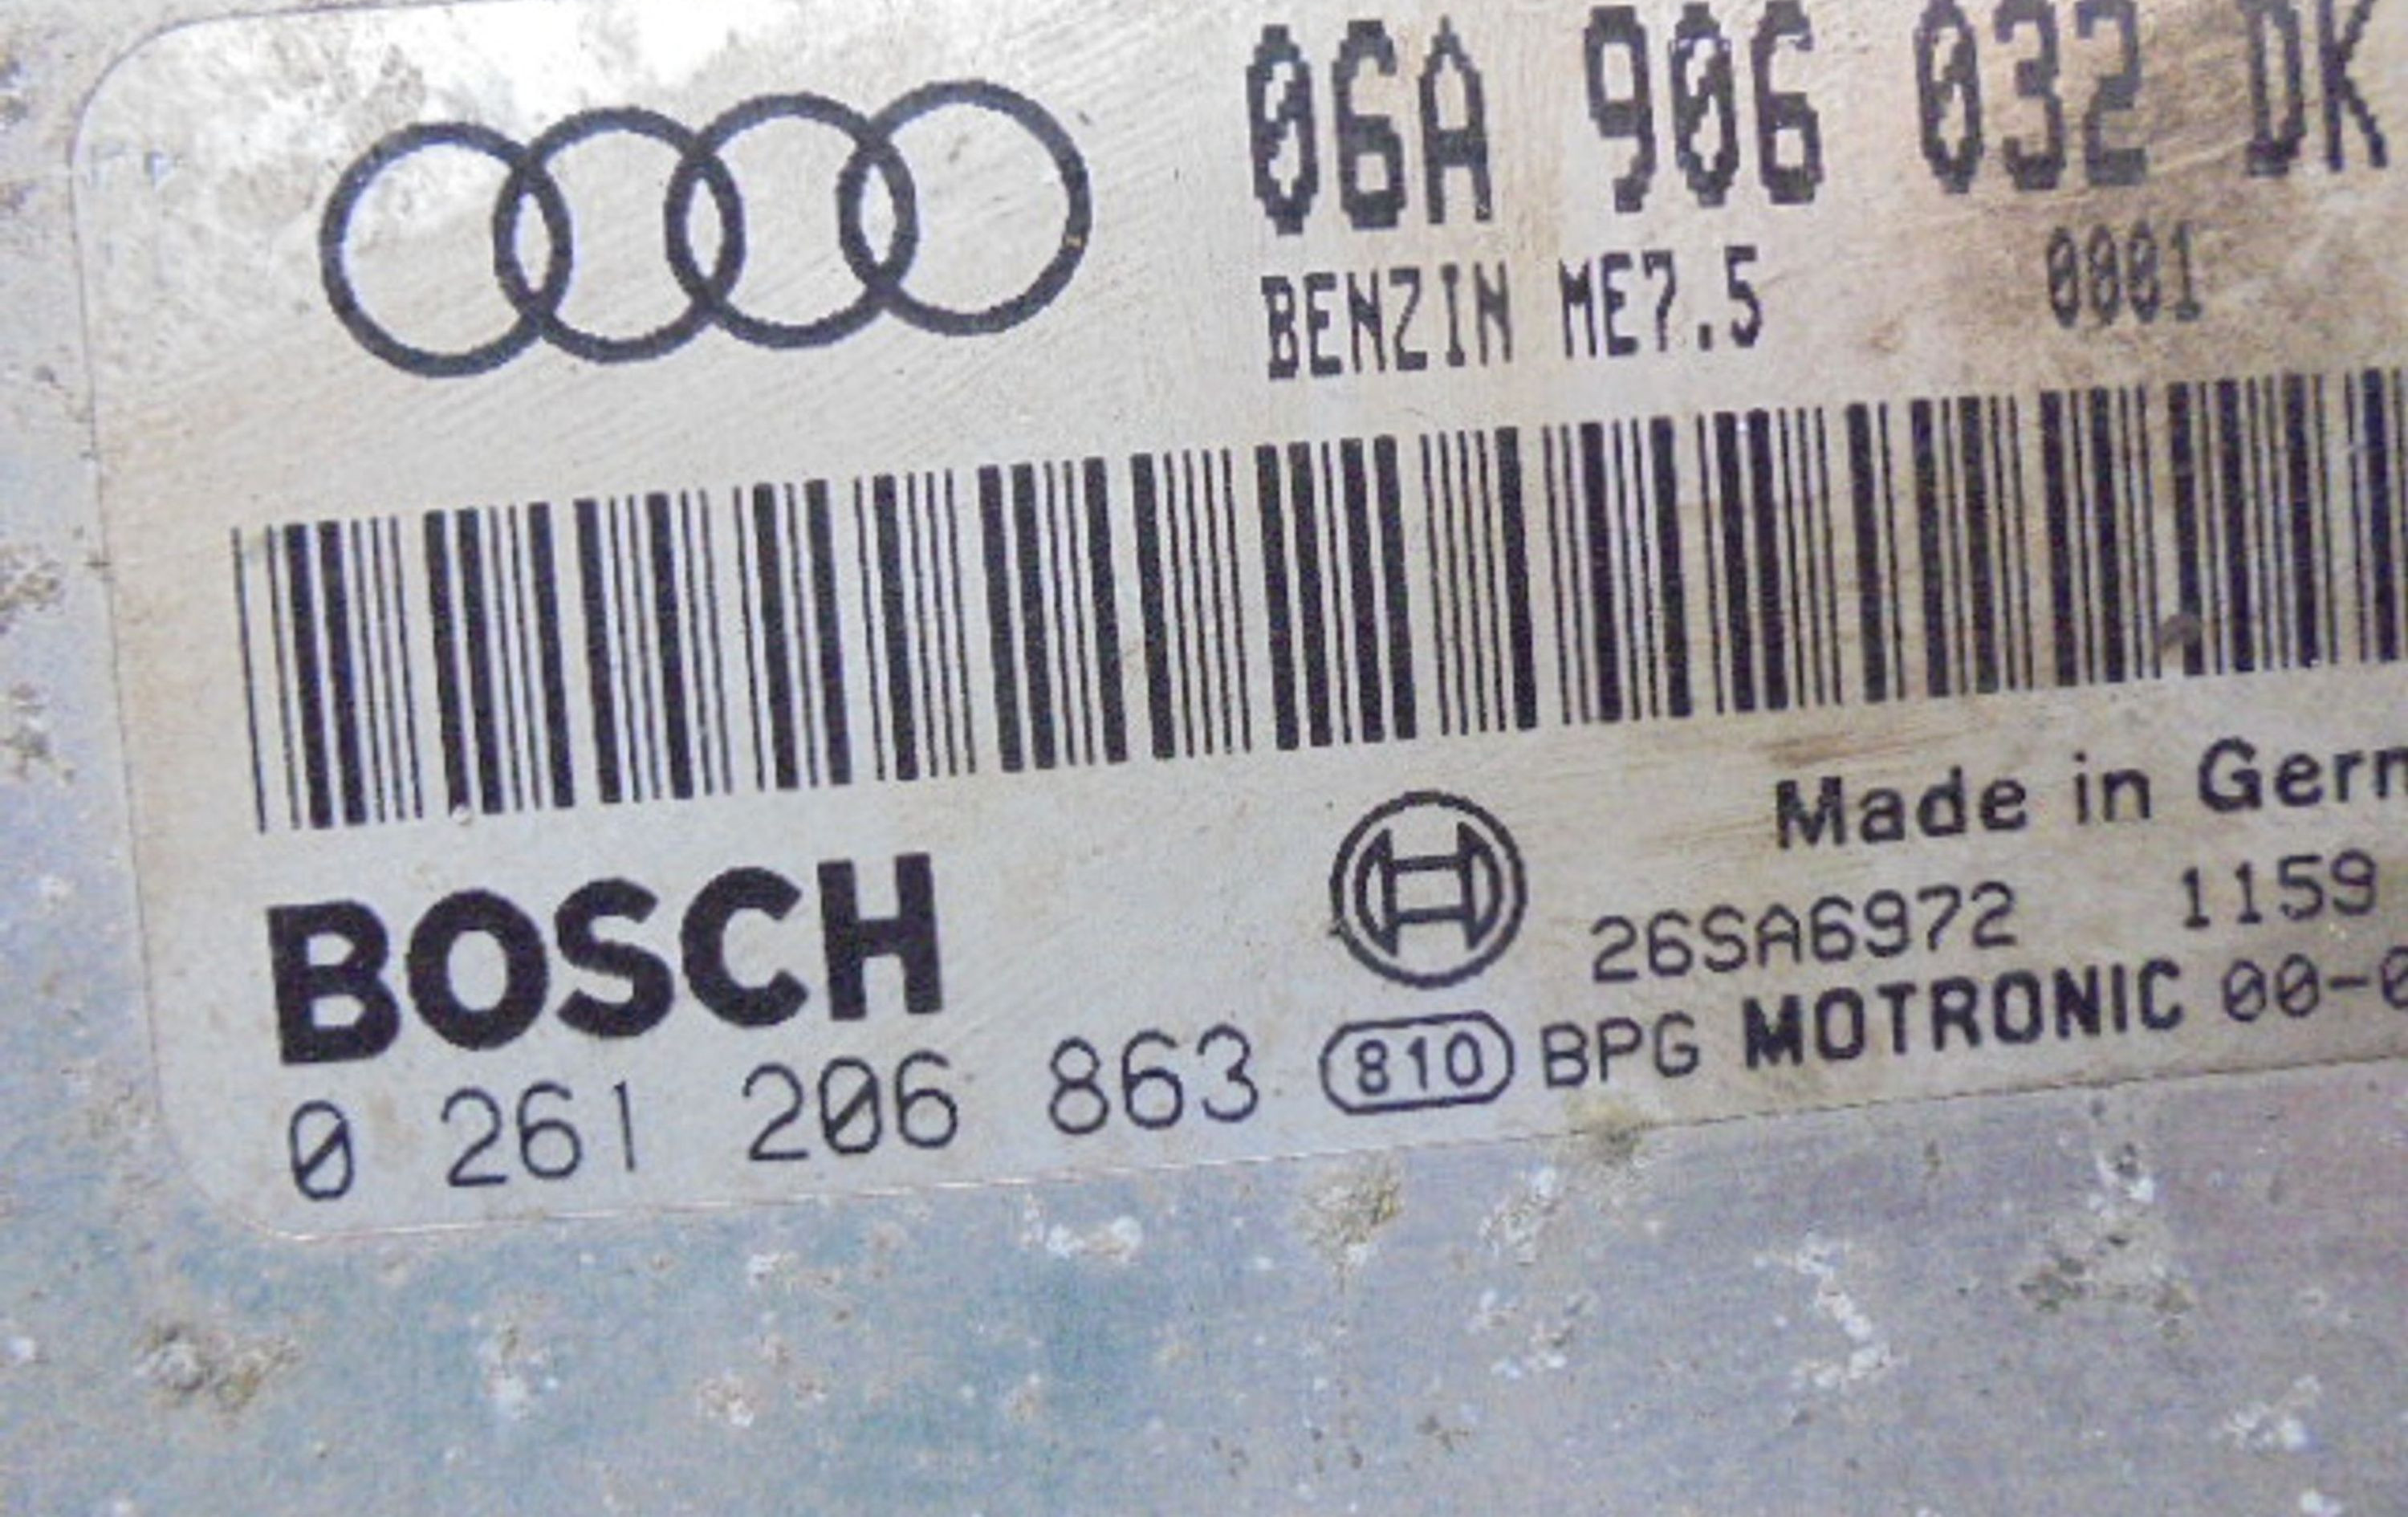 06A 906 032 DK
BENZIN ME7.5 0001
Made in Germ
BOSCH
26SA6972 1159
0 261 206 863 810 BPG MOTRONIC 00-0